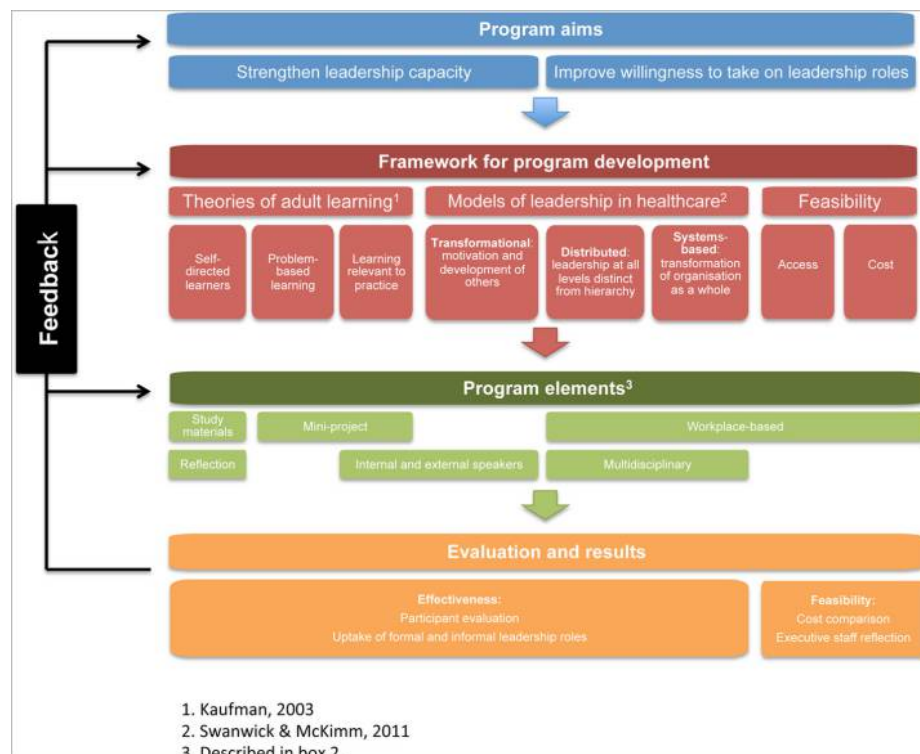 Program aims
Strengthen leadership capacity
Improve willingness to take on leadership roles
Feedback
Framework for program development
Theories of adult learning1
Models of leadership in healthcare2
Feasibility
Self-
directed
learners
Problem-
based
learning
Learning
relevant to
practice
Transformational:
motivation and
development of
others
Distributed:
leadership at all
levels distinct
from hierarchy
Systems-
based:
transformation
of organisation
as a whole
Access
Cost
Program elements3
Study
materials
Mini-project
Workplace-based
Reflection
Internal and external speakers
Multidisciplinary
Evaluation and results
Effectiveness:
Participant evaluation
Uptake of formal and informal leadership roles
Feasibility:
Cost comparison
Executive staff reflection
1. Kaufman, 2003
2. Swanwick & McKimm, 2011
3. Described in box 2